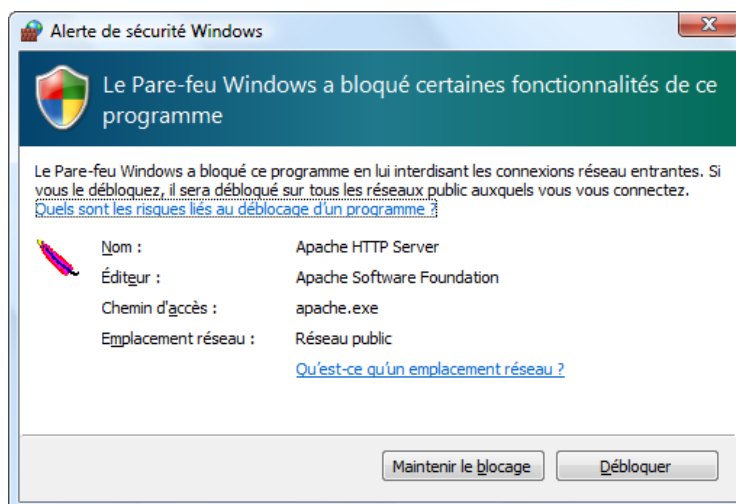 Alerte de sécurité Windows
Le Pare-feu Windows a bloqué certaines fonctionnalités de ce
programme
Le Pare-feu Windows a bloqué ce programme en lui interdisant les connexions réseau entrantes. Si
vous le débloquez, il sera débloqué sur tous les réseaux public auxquels vous vous connectez.
Quels sont les risques liés au déblocage d'un programme ?
Nom : Apache HTTP Server
Éditeur : Apache Software Foundation
Chemin d'accès : apache.exe
Emplacement réseau : Réseau public
Qu'est-ce qu'un emplacement réseau ?
Maintenir le blocage Débloquer